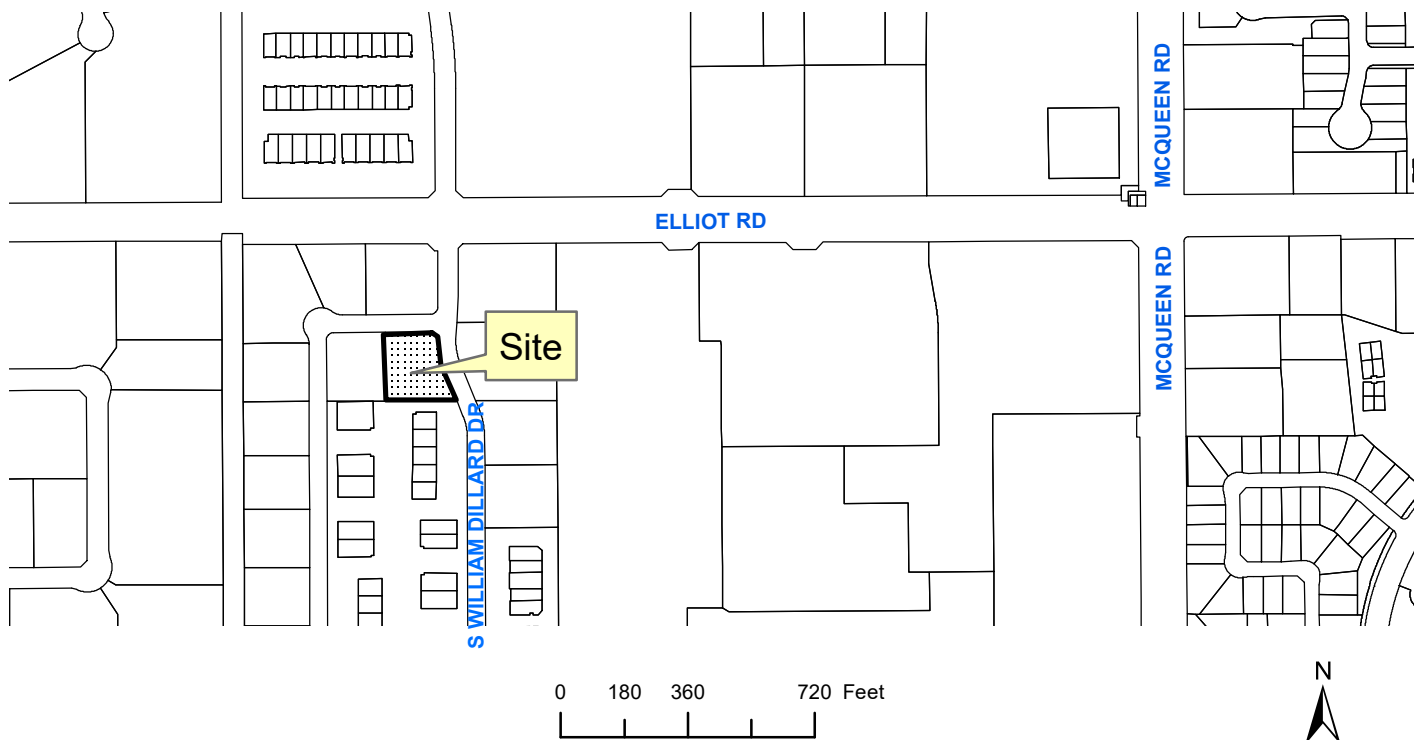 MCQUEEN RD
ELLIOT RD
MCQUEEN RD
Site
S WILLIAM DILLARD DR
0 180 360 720 Feet
N